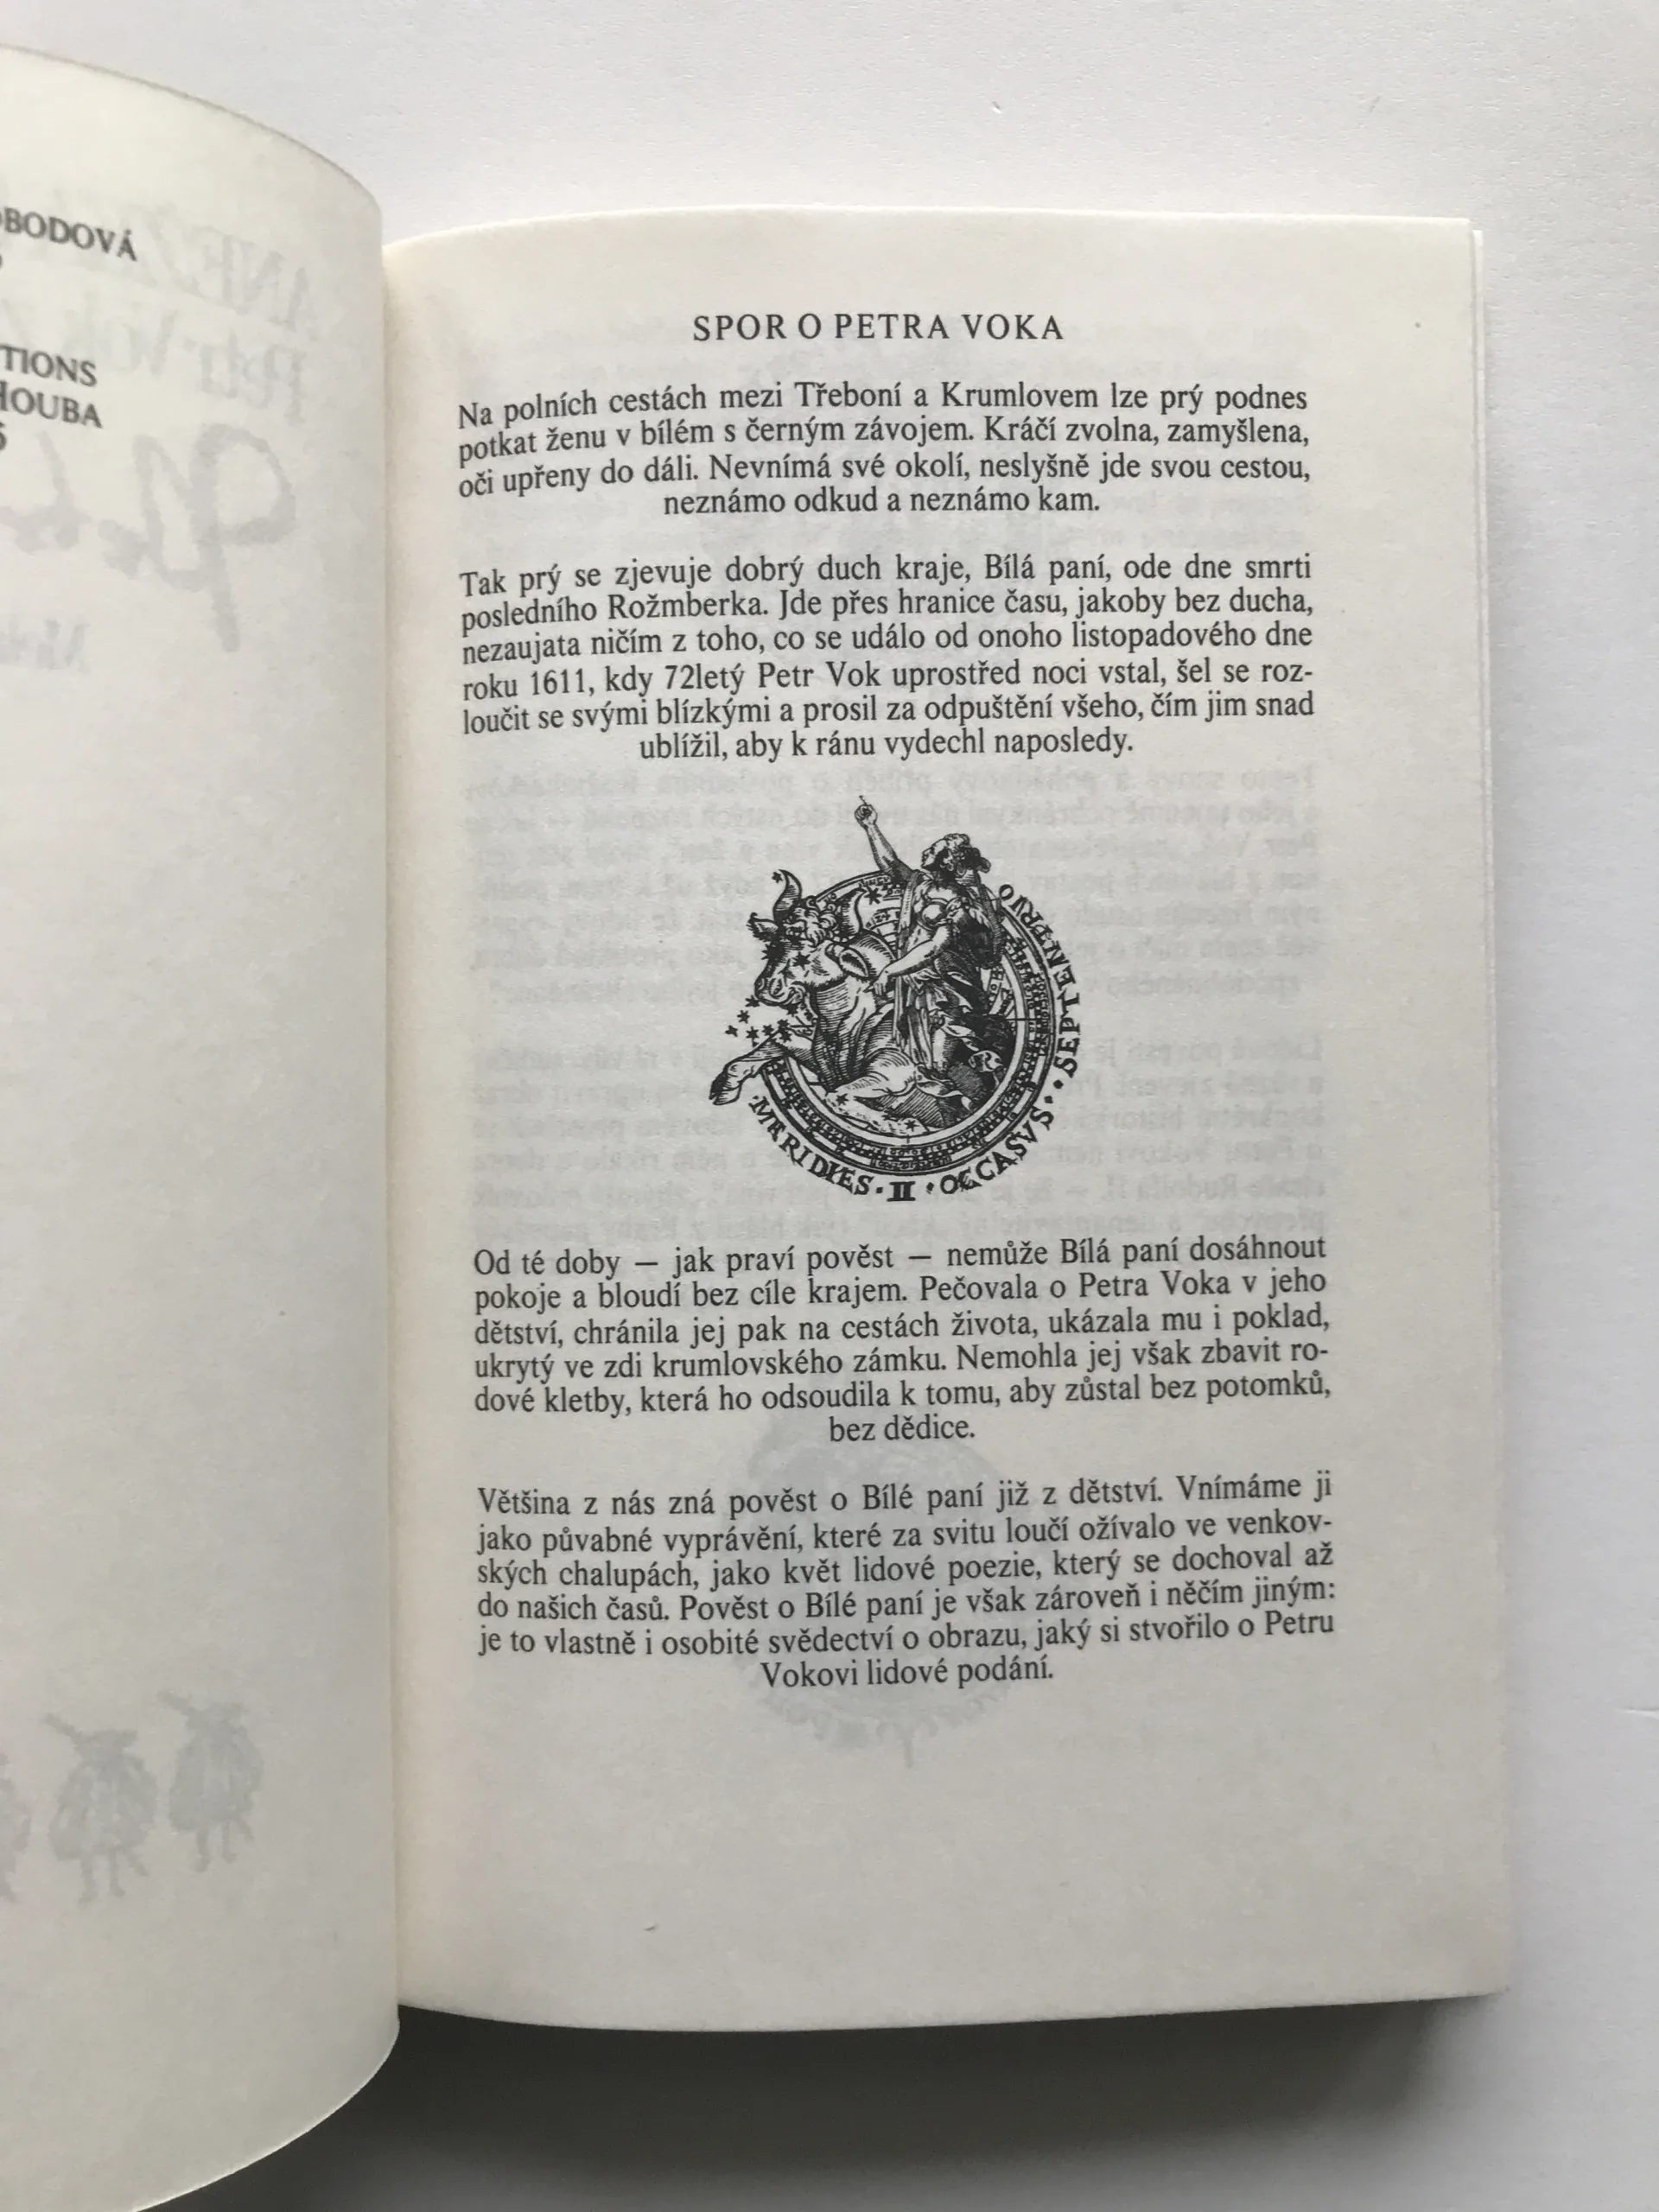 OBODOVÁ
TIONS
HOUBA
SPOR O PETRA VOKA
Na polních cestách mezi Třeboní a Krumlovem lze prý podnes
potkat ženu v bílém s černým závojem. Kráčí zvolna, zamyšlena,
oči upřeny do dáli. Nevnímá své okolí, neslyšně jde svou cestou,
neznámo odkud a neznámo kam.
Tak prý se zjevuje dobrý duch kraje, Bílá paní, ode dne smrti
posledního Rožmberka. Jde přes hranice času, jakoby bez ducha,
nezaujata ničím z toho, co se událo od onoho listopadového dne
roku 1611, kdy 72letý Petr Vok uprostřed noci vstal, šel se roz-
loučit se svými blízkými a prosil za odpuštění všeho, čím jim snad
ublížil, aby k ránu vydechl naposledy.
MERIDIES · II · OCCASVS · SEPTENTRIO
Od té doby — jak praví pověst — nemůže Bílá paní dosáhnout
pokoje a bloudí bez cíle krajem. Pečovala o Petra Voka v jeho
dětství, chránila jej pak na cestách života, ukázala mu i poklad,
ukrytý ve zdi krumlovského zámku. Nemohla jej však zbavit ro-
dové kletby, která ho odsoudila k tomu, aby zůstal bez potomků,
bez dědice.
Většina z nás zná pověst o Bílé paní již z dětství. Vnímáme ji
jako půvabné vyprávění, které za svitu loučí ožívalo ve venkov-
ských chalupách, jako květ lidové poezie, který se dochoval až
do našich časů. Pověst o Bílé paní je však zároveň i něčím jiným:
je to vlastně i osobité svědectví o obrazu, jaký si stvořilo o Petru
Vokovi lidové podání.